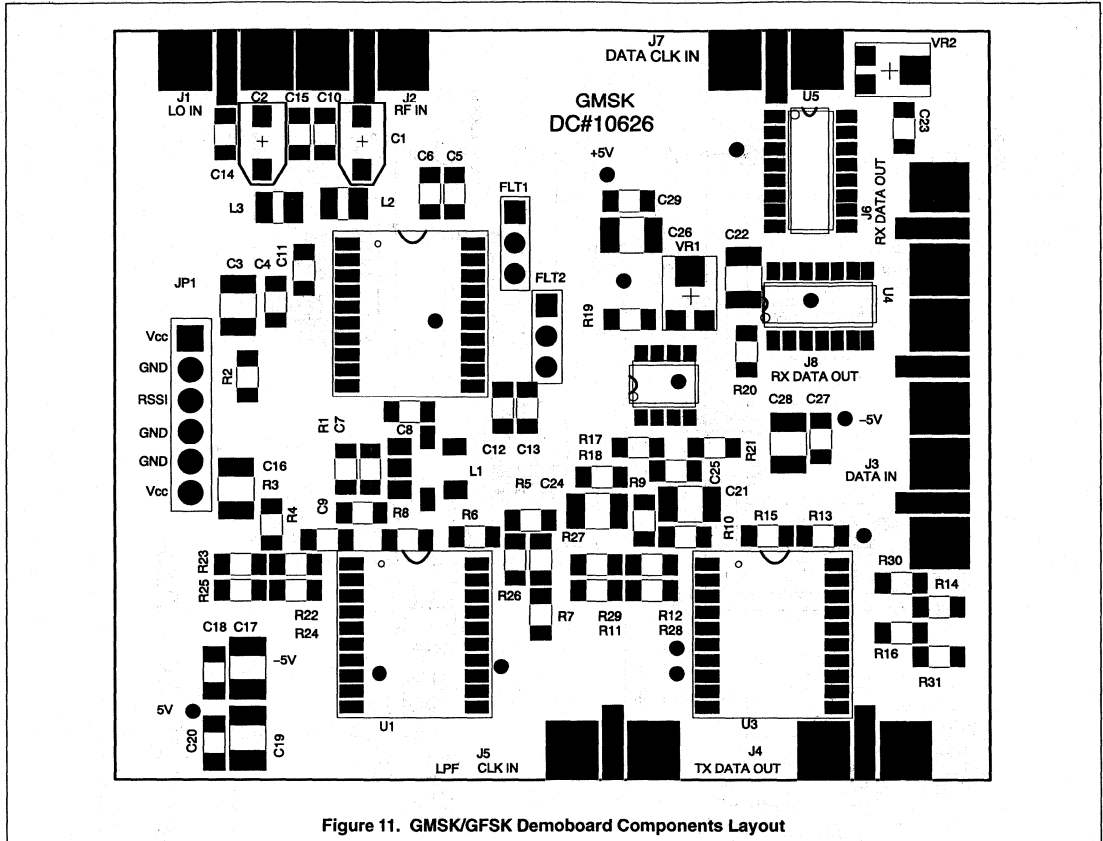 J7
DATA CLK IN
VR2
J1
LO IN
C2
C15
C10
J2
RF IN
C1
GMSK
DC#10626
U5
C23
C14
C6
C5
+5V
FLT1
L3
L2
C29
J6
RX DATA OUT
C11
C26
VR1
C22
C3
C4
JP1
FLT2
U4
R19
Vcc
GND
RSSI
GND
GND
Vcc
R2
J8
RX DATA OUT
R20
C28
C27
–5V
R1
C7
C8
C12
C13
R17
R18
R21
L1
C25
J3
DATA IN
C16
R3
R4
C9
R8
R6
R5
C24
R9
C21
R27
R10
R15
R13
R23
R25
R22
R24
R26
R7
R29
R11
R12
R28
R30
R14
R16
R31
C18
C17
–5V
5V
C20
C19
U1
U3
J5
LPF CLK IN
J4
TX DATA OUT
Figure 11. GMSK/GFSK Demoboard Components Layout